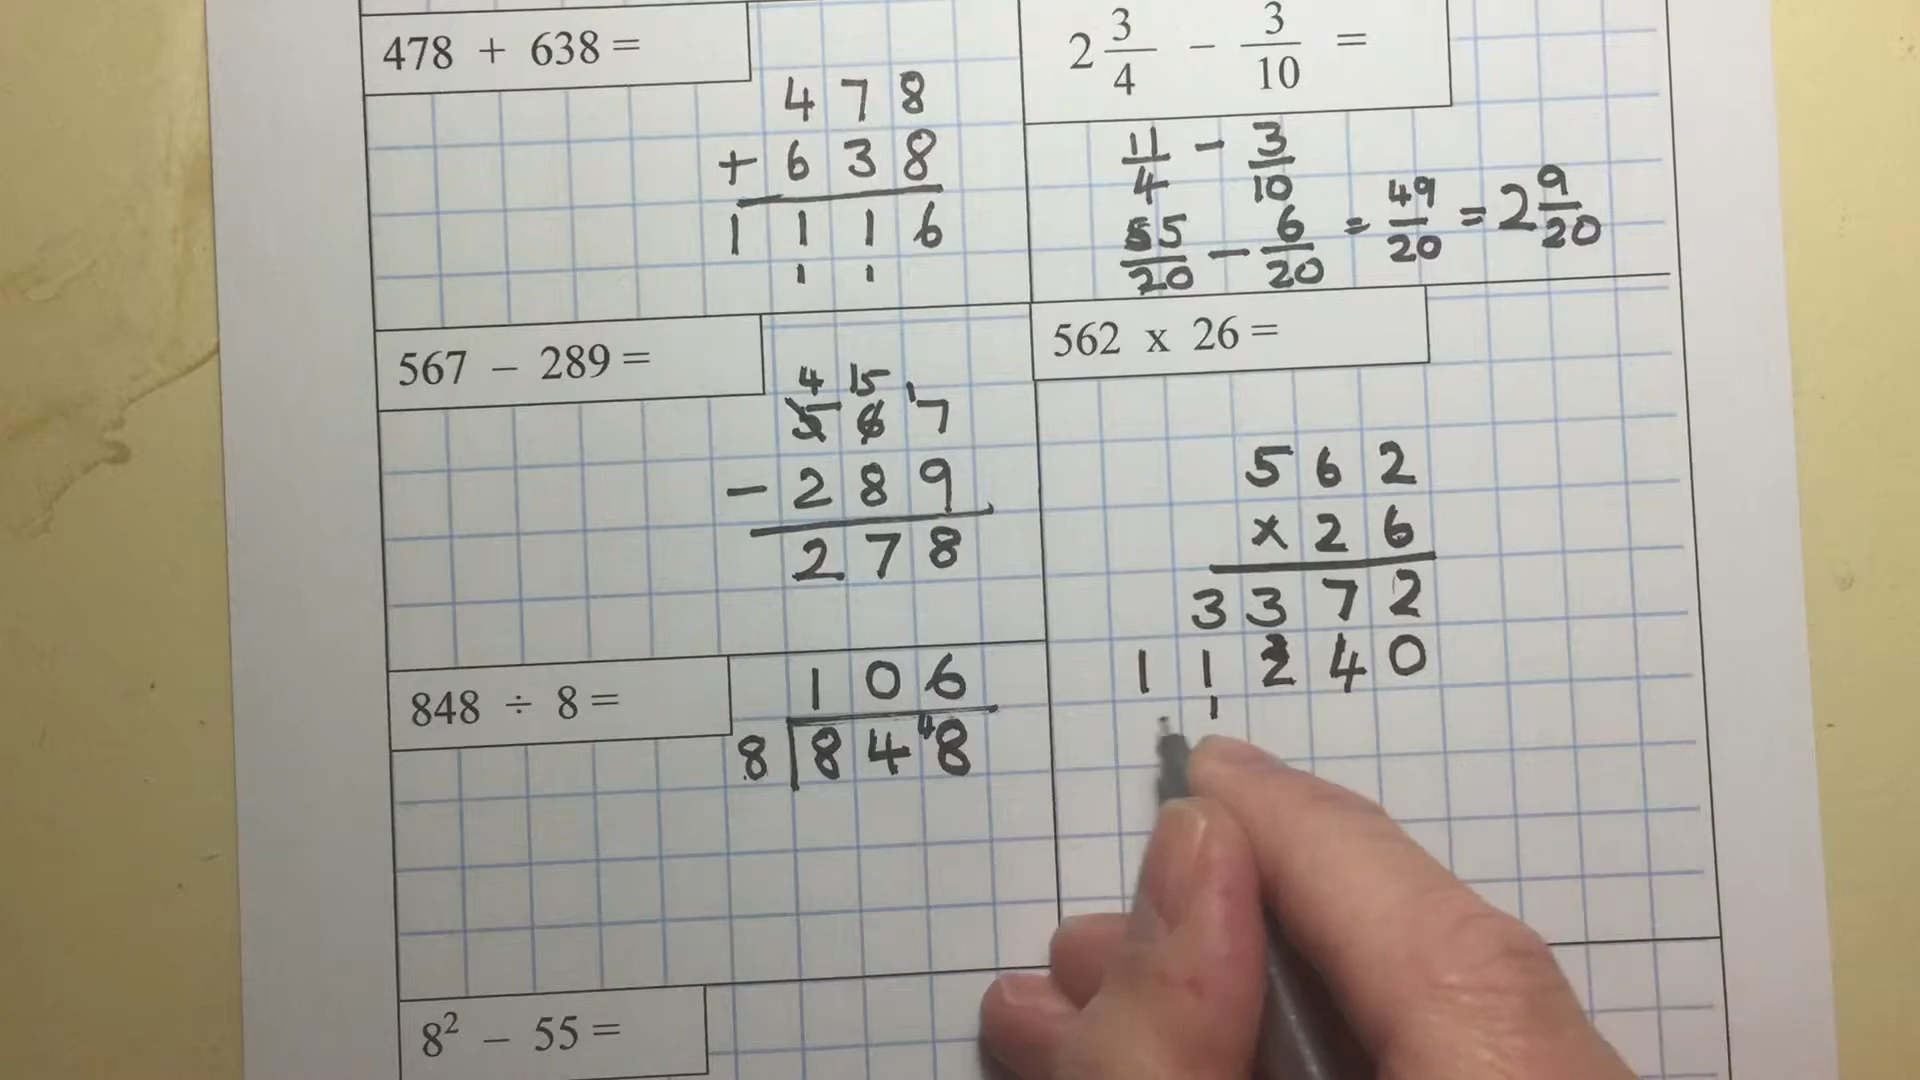 478 + 638 =
4 7 8
+ 6 3 8
1 1 1 6
1 1
2 3/4 - 3/10 =
11/4 - 3/10
55/20 - 6/20 = 49/20 = 2 9/20
567 – 289 =
4 15 1
5 6 7
- 2 8 9
2 7 8
562 x 26 =
5 6 2
x 2 6
3 3 7 2
1 1 2 4 0
1
848 ÷ 8 =
1 0 6
8 8 4 4 8
8² – 55 =